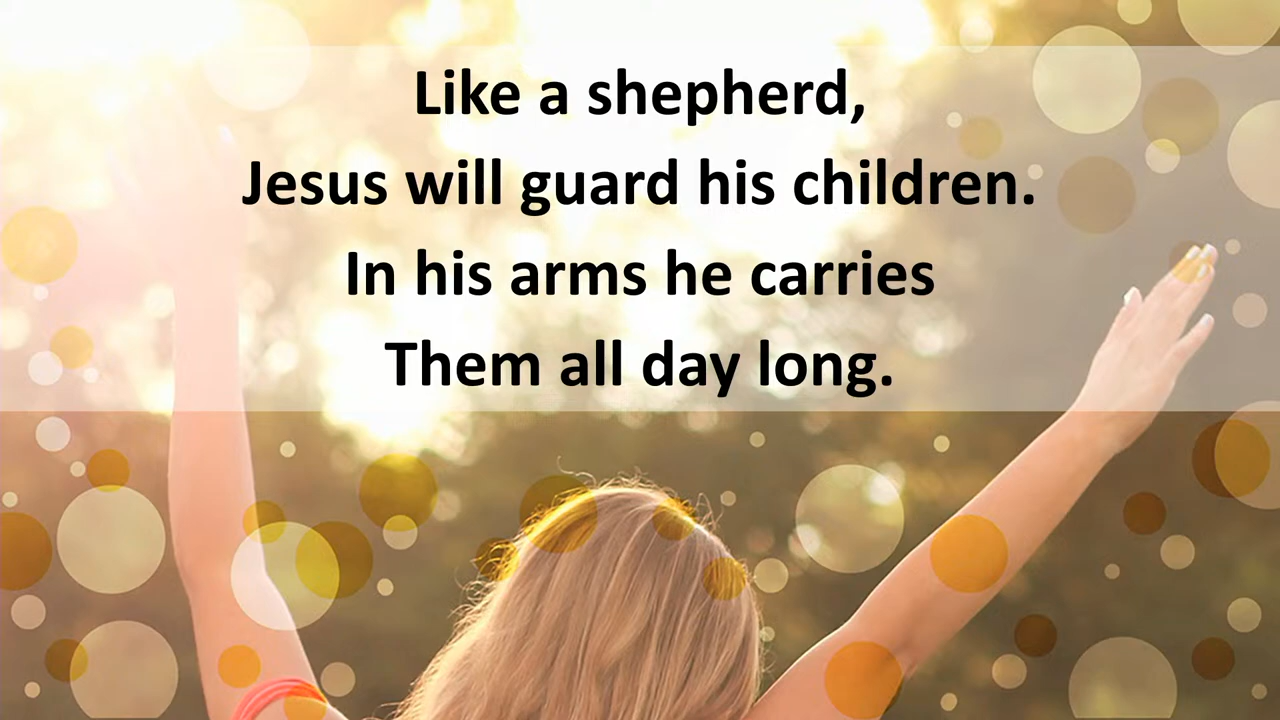 Like a shepherd,
Jesus will guard his children.
In his arms he carries
Them all day long.